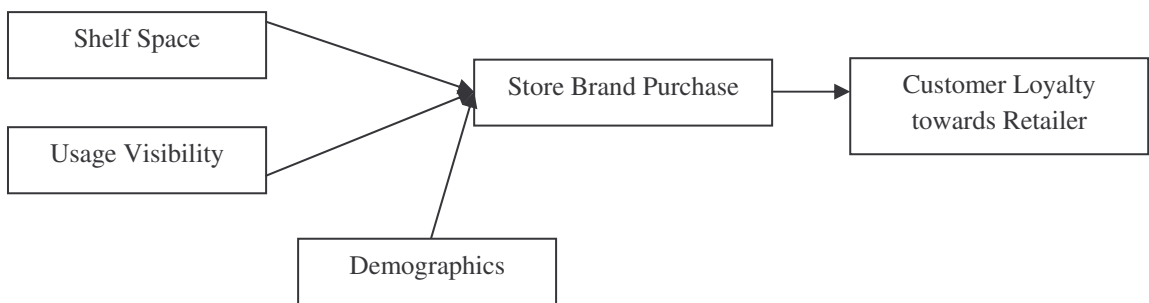 Shelf Space
Usage Visibility
Demographics
Store Brand Purchase
Customer Loyalty
towards Retailer